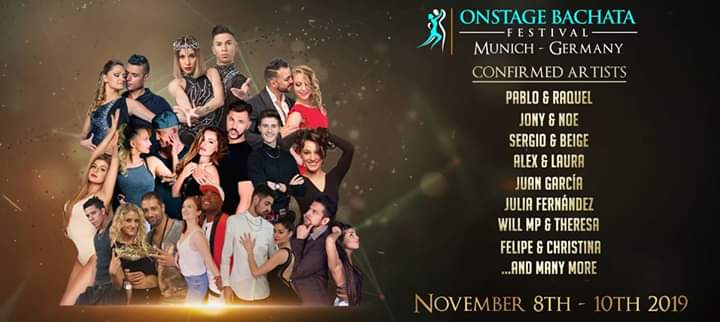 ONSTAGE BACHATA
FESTIVAL
MUNICH - GERMANY
CONFIRMED ARTISTS
PABLO & RAQUEL
JONY & NOE
SERGIO & BEIGE
ALEX & LAURA
JUAN GARCÍA
JULIA FERNÁNDEZ
WILL MP & THERESA
FELIPE & CHRISTINA
...AND MANY MORE
NOVEMBER 8TH - 10TH 2019